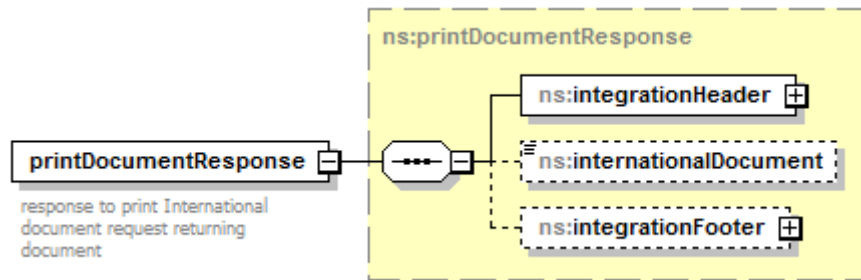 ns:printDocumentResponse
ns:integrationHeader
printDocumentResponse
ns:internationalDocument
response to print International
document request returning
document
ns:integrationFooter